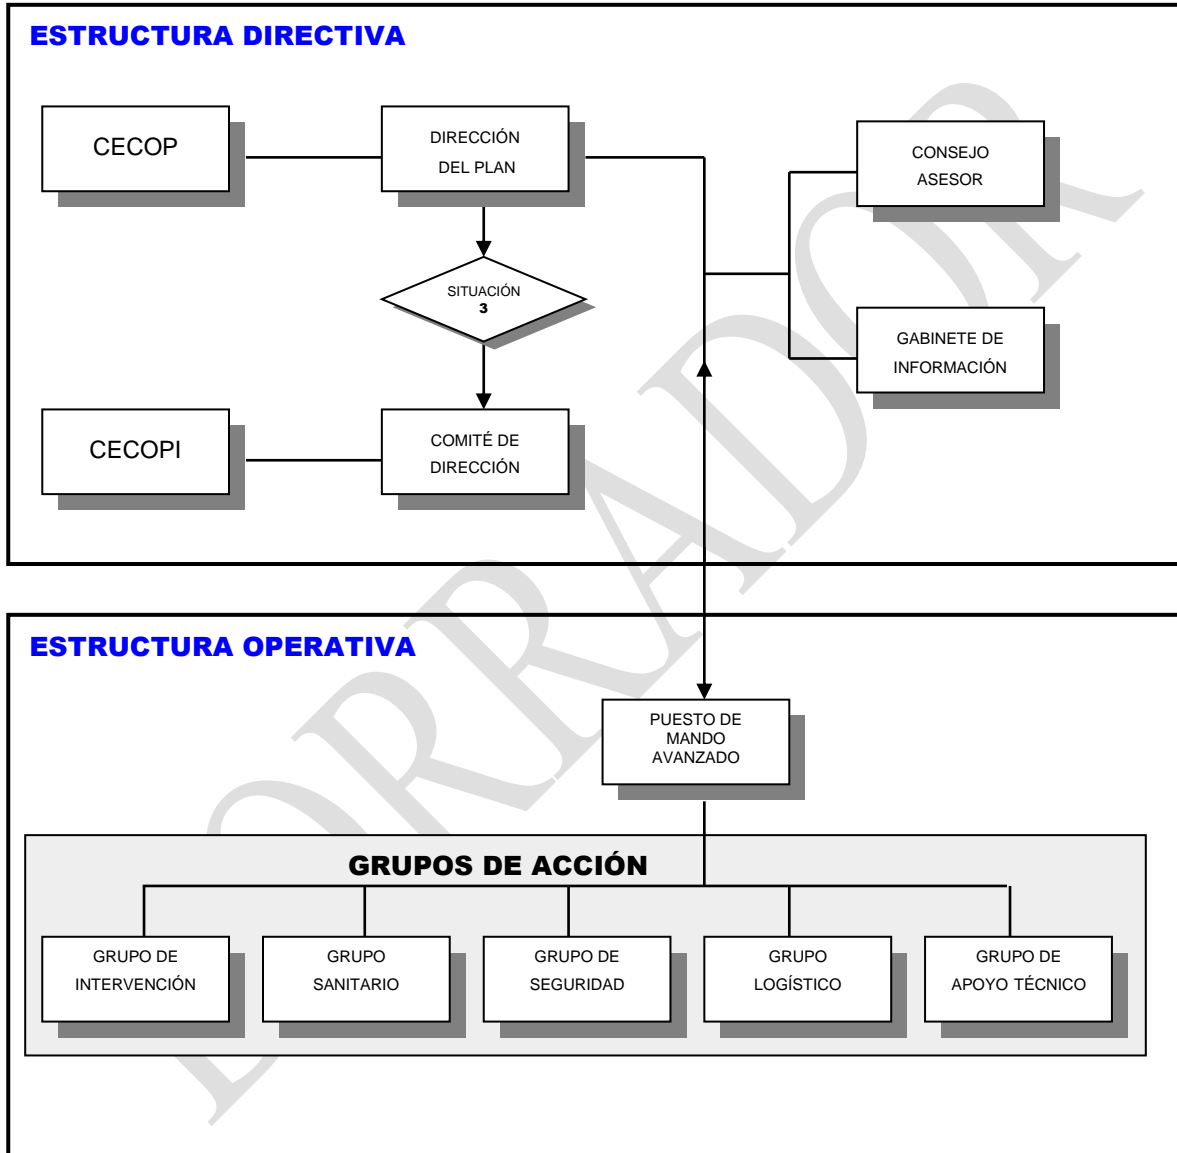 ESTRUCTURA DIRECTIVA
CECOP
DIRECCIÓN
DEL PLAN
CONSEJO
ASESOR
SITUACIÓN
3
GABINETE DE
INFORMACIÓN
CECOPI
COMITÉ DE
DIRECCIÓN
ESTRUCTURA OPERATIVA
PUESTO DE
MANDO
AVANZADO
GRUPOS DE ACCIÓN
GRUPO DE
INTERVENCIÓN
GRUPO
SANITARIO
GRUPO DE
SEGURIDAD
GRUPO
LOGÍSTICO
GRUPO DE
APOYO TÉCNICO
BORRADOR